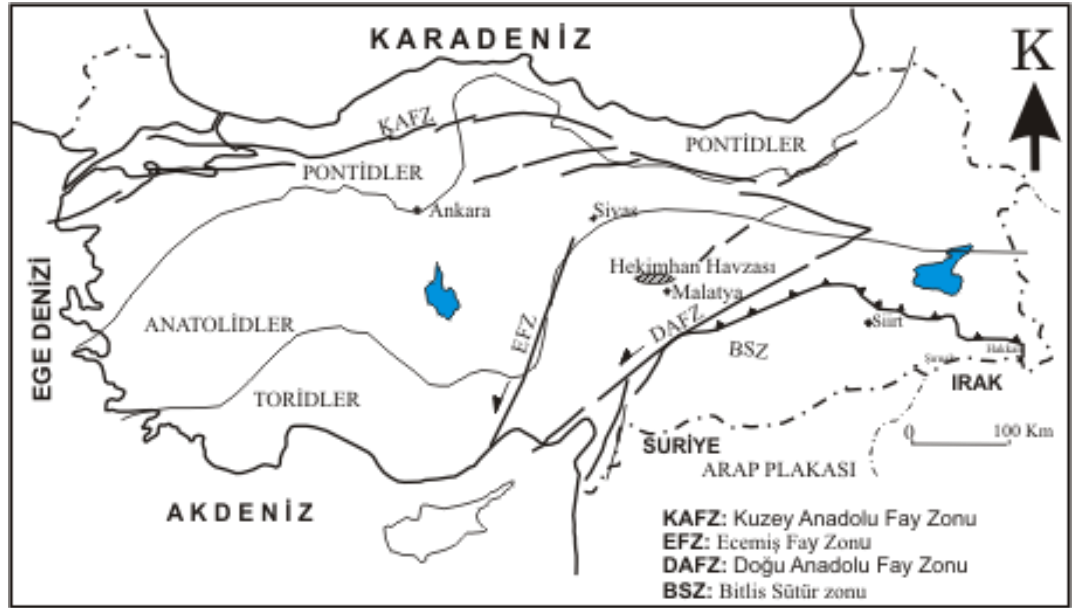 KARADENİZ
K
KAFZ
PONTİDLER
PONTİDLER
Ankara
Sivas
Hekimhan Havzası
Malatya
EGE DENİZİ
ANATOLİDLER
EFZ
DAFZ
BSZ
Siirt
Şırnak
Hakkari
IRAK
TORİDLER
SURİYE
0 100 Km
ARAP PLAKASI
AKDENİZ
KAFZ: Kuzey Anadolu Fay Zonu
EFZ: Ecemiş Fay Zonu
DAFZ: Doğu Anadolu Fay Zonu
BSZ: Bitlis Sütür zonu